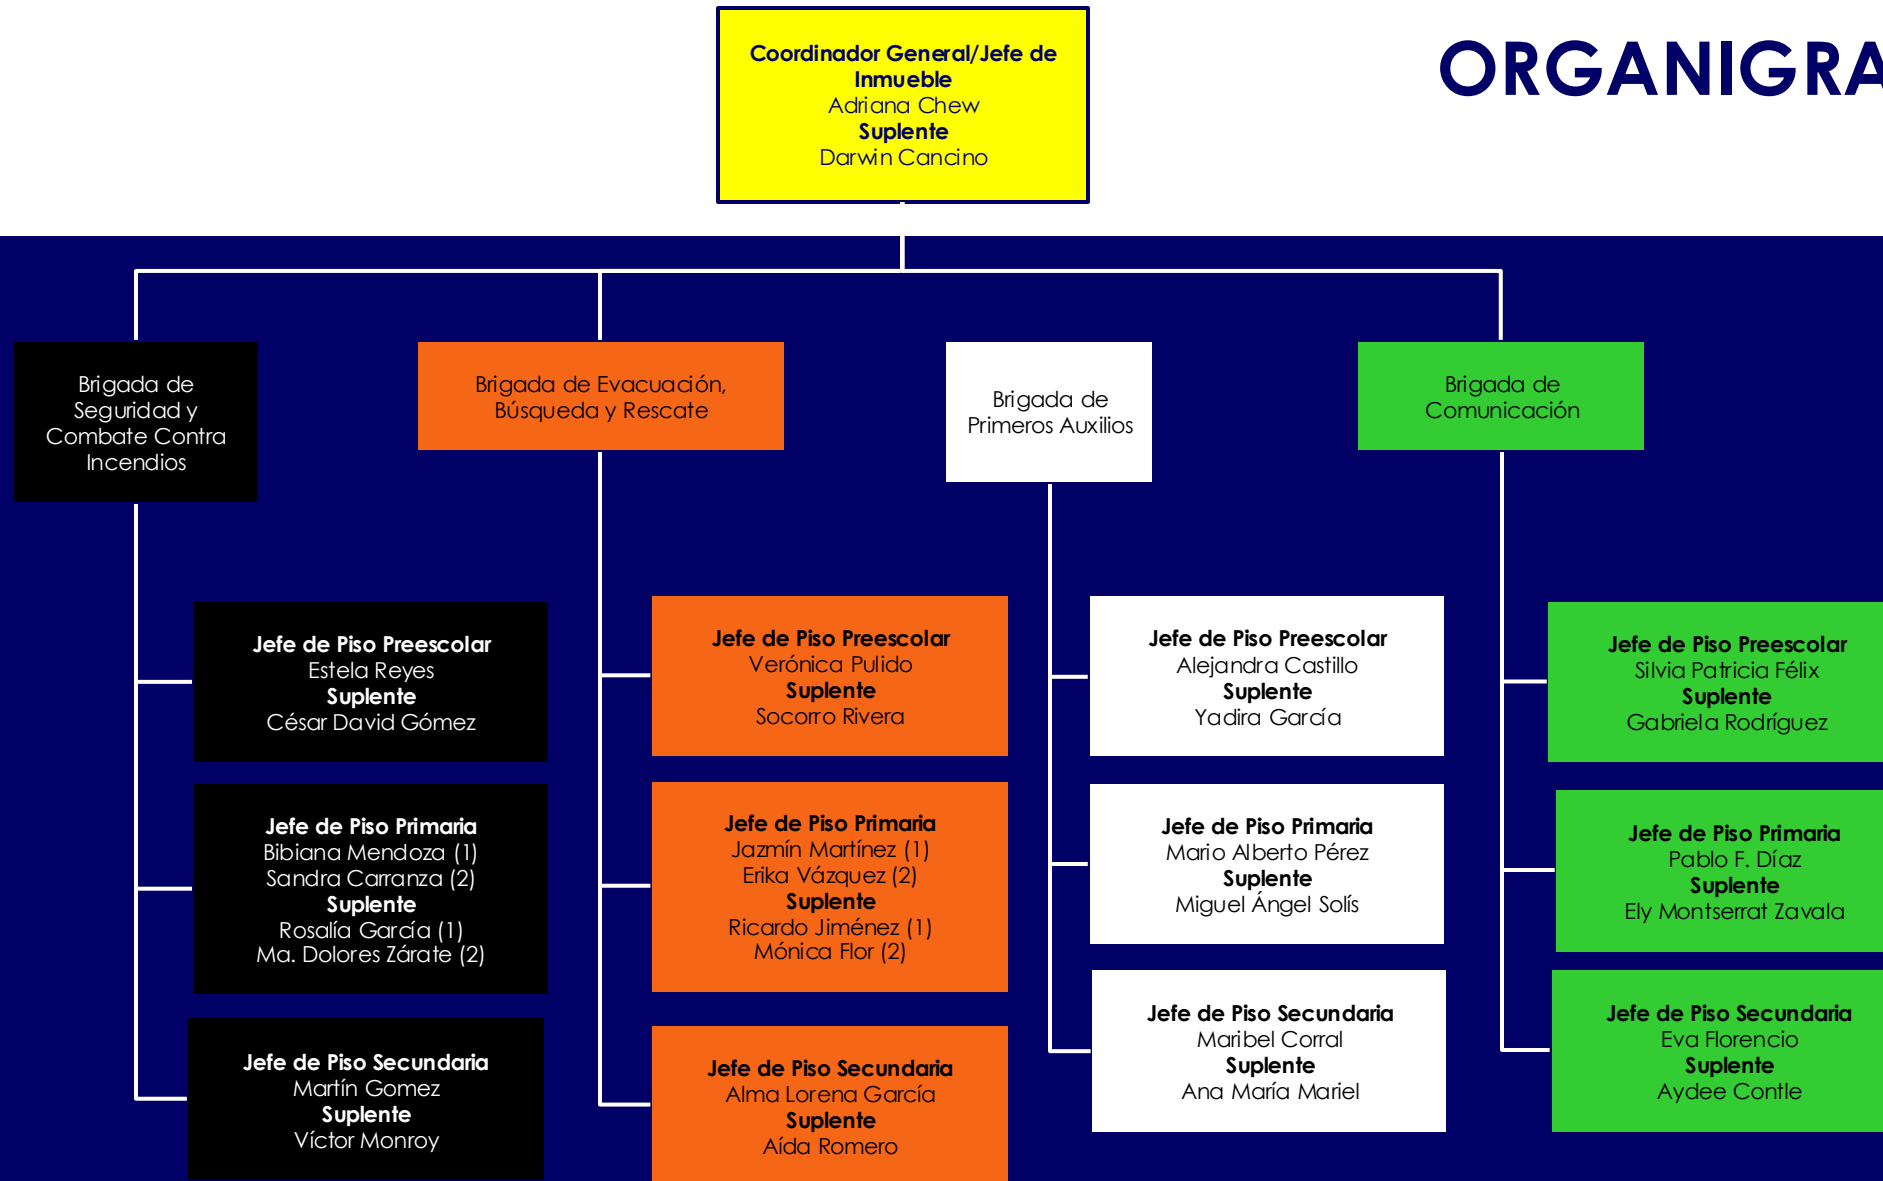 ORGANIGRA
Coordinador General/Jefe de
Inmueble
Adriana Chew
Suplente
Darwin Cancino
Brigada de
Seguridad y
Combate Contra
Incendios
Brigada de Evacuación,
Búsqueda y Rescate
Brigada de
Primeros Auxilios
Brigada de
Comunicación
Jefe de Piso Preescolar
Estela Reyes
Suplente
César David Gómez
Jefe de Piso Primaria
Bibiana Mendoza (1)
Sandra Carranza (2)
Suplente
Rosalía García (1)
Ma. Dolores Zárate (2)
Jefe de Piso Secundaria
Martín Gomez
Suplente
Víctor Monroy
Jefe de Piso Preescolar
Verónica Pulido
Suplente
Socorro Rivera
Jefe de Piso Primaria
Jazmín Martínez (1)
Erika Vázquez (2)
Suplente
Ricardo Jiménez (1)
Mónica Flor (2)
Jefe de Piso Secundaria
Alma Lorena García
Suplente
Aída Romero
Jefe de Piso Preescolar
Alejandra Castillo
Suplente
Yadira García
Jefe de Piso Primaria
Mario Alberto Pérez
Suplente
Miguel Ángel Solís
Jefe de Piso Secundaria
Maribel Corral
Suplente
Ana María Mariel
Jefe de Piso Preescolar
Silvia Patricia Félix
Suplente
Gabriela Rodríguez
Jefe de Piso Primaria
Pablo F. Díaz
Suplente
Ely Montserrat Zavala
Jefe de Piso Secundaria
Eva Florencio
Suplente
Aydee Contle